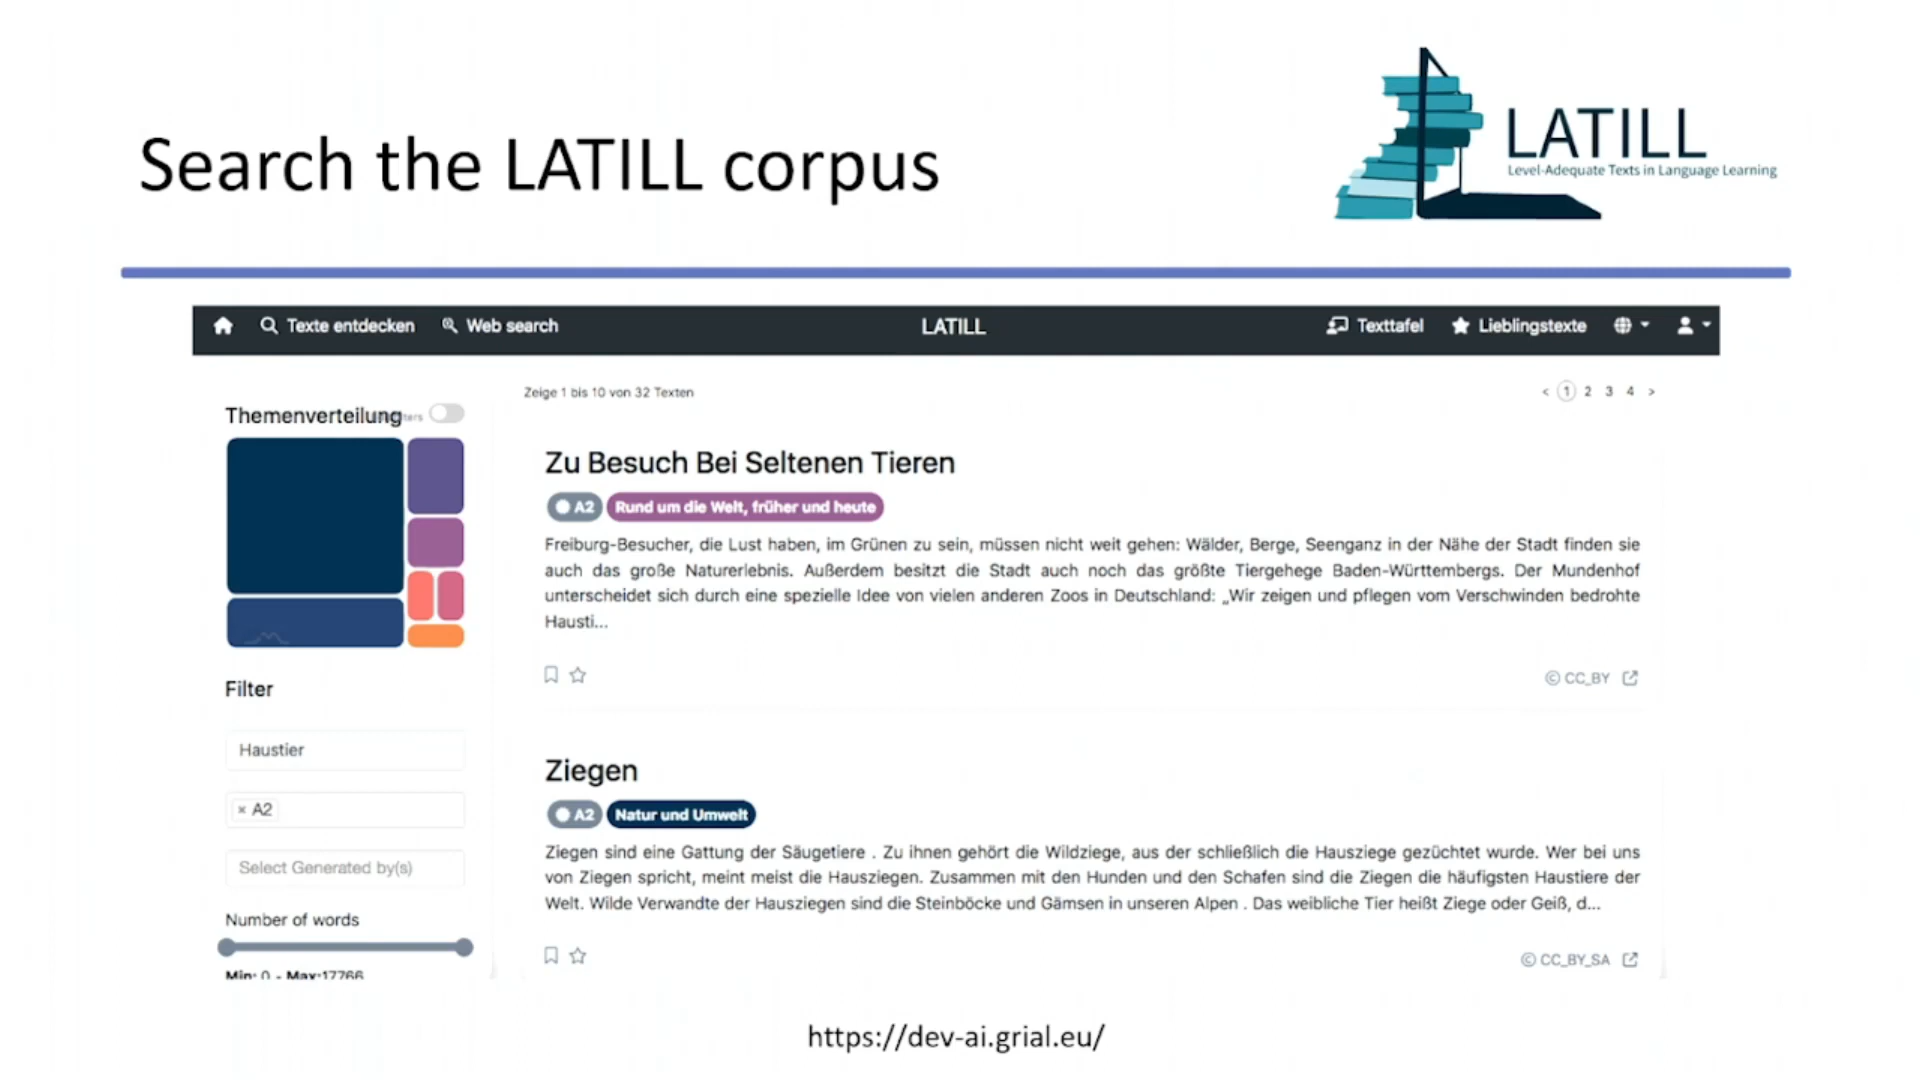 Search the LATILL corpus
LATILL
Level-Adequate Texts in Language Learning
Texte entdecken
Web search
LATILL
Texttafel
Lieblingstexte
Zeige 1 bis 10 von 32 Texten
< 1 2 3 4 >
Themenverteilung
Zu Besuch Bei Seltenen Tieren
A2 Rund um die Welt, früher und heute
Freiburg-Besucher, die Lust haben, im Grünen zu sein, müssen nicht weit gehen: Wälder, Berge, Seenganz in der Nähe der Stadt finden sie
auch das große Naturerlebnis. Außerdem besitzt die Stadt auch noch das größte Tiergehege Baden-Württembergs. Der Mundenhof
unterscheidet sich durch eine spezielle Idee von vielen anderen Zoos in Deutschland: „Wir zeigen und pflegen vom Verschwinden bedrohte
Hausti...
© CC_BY
Filter
Haustier
× A2
Select Generated by(s)
Number of words
Min: 0 - Max:17766
Ziegen
A2 Natur und Umwelt
Ziegen sind eine Gattung der Säugetiere . Zu ihnen gehört die Wildziege, aus der schließlich die Hausziege gezüchtet wurde. Wer bei uns
von Ziegen spricht, meint meist die Hausziegen. Zusammen mit den Hunden und den Schafen sind die Ziegen die häufigsten Haustiere der
Welt. Wilde Verwandte der Hausziegen sind die Steinböcke und Gämsen in unseren Alpen . Das weibliche Tier heißt Ziege oder Geiß, d...
© CC_BY_SA
https://dev-ai.grial.eu/